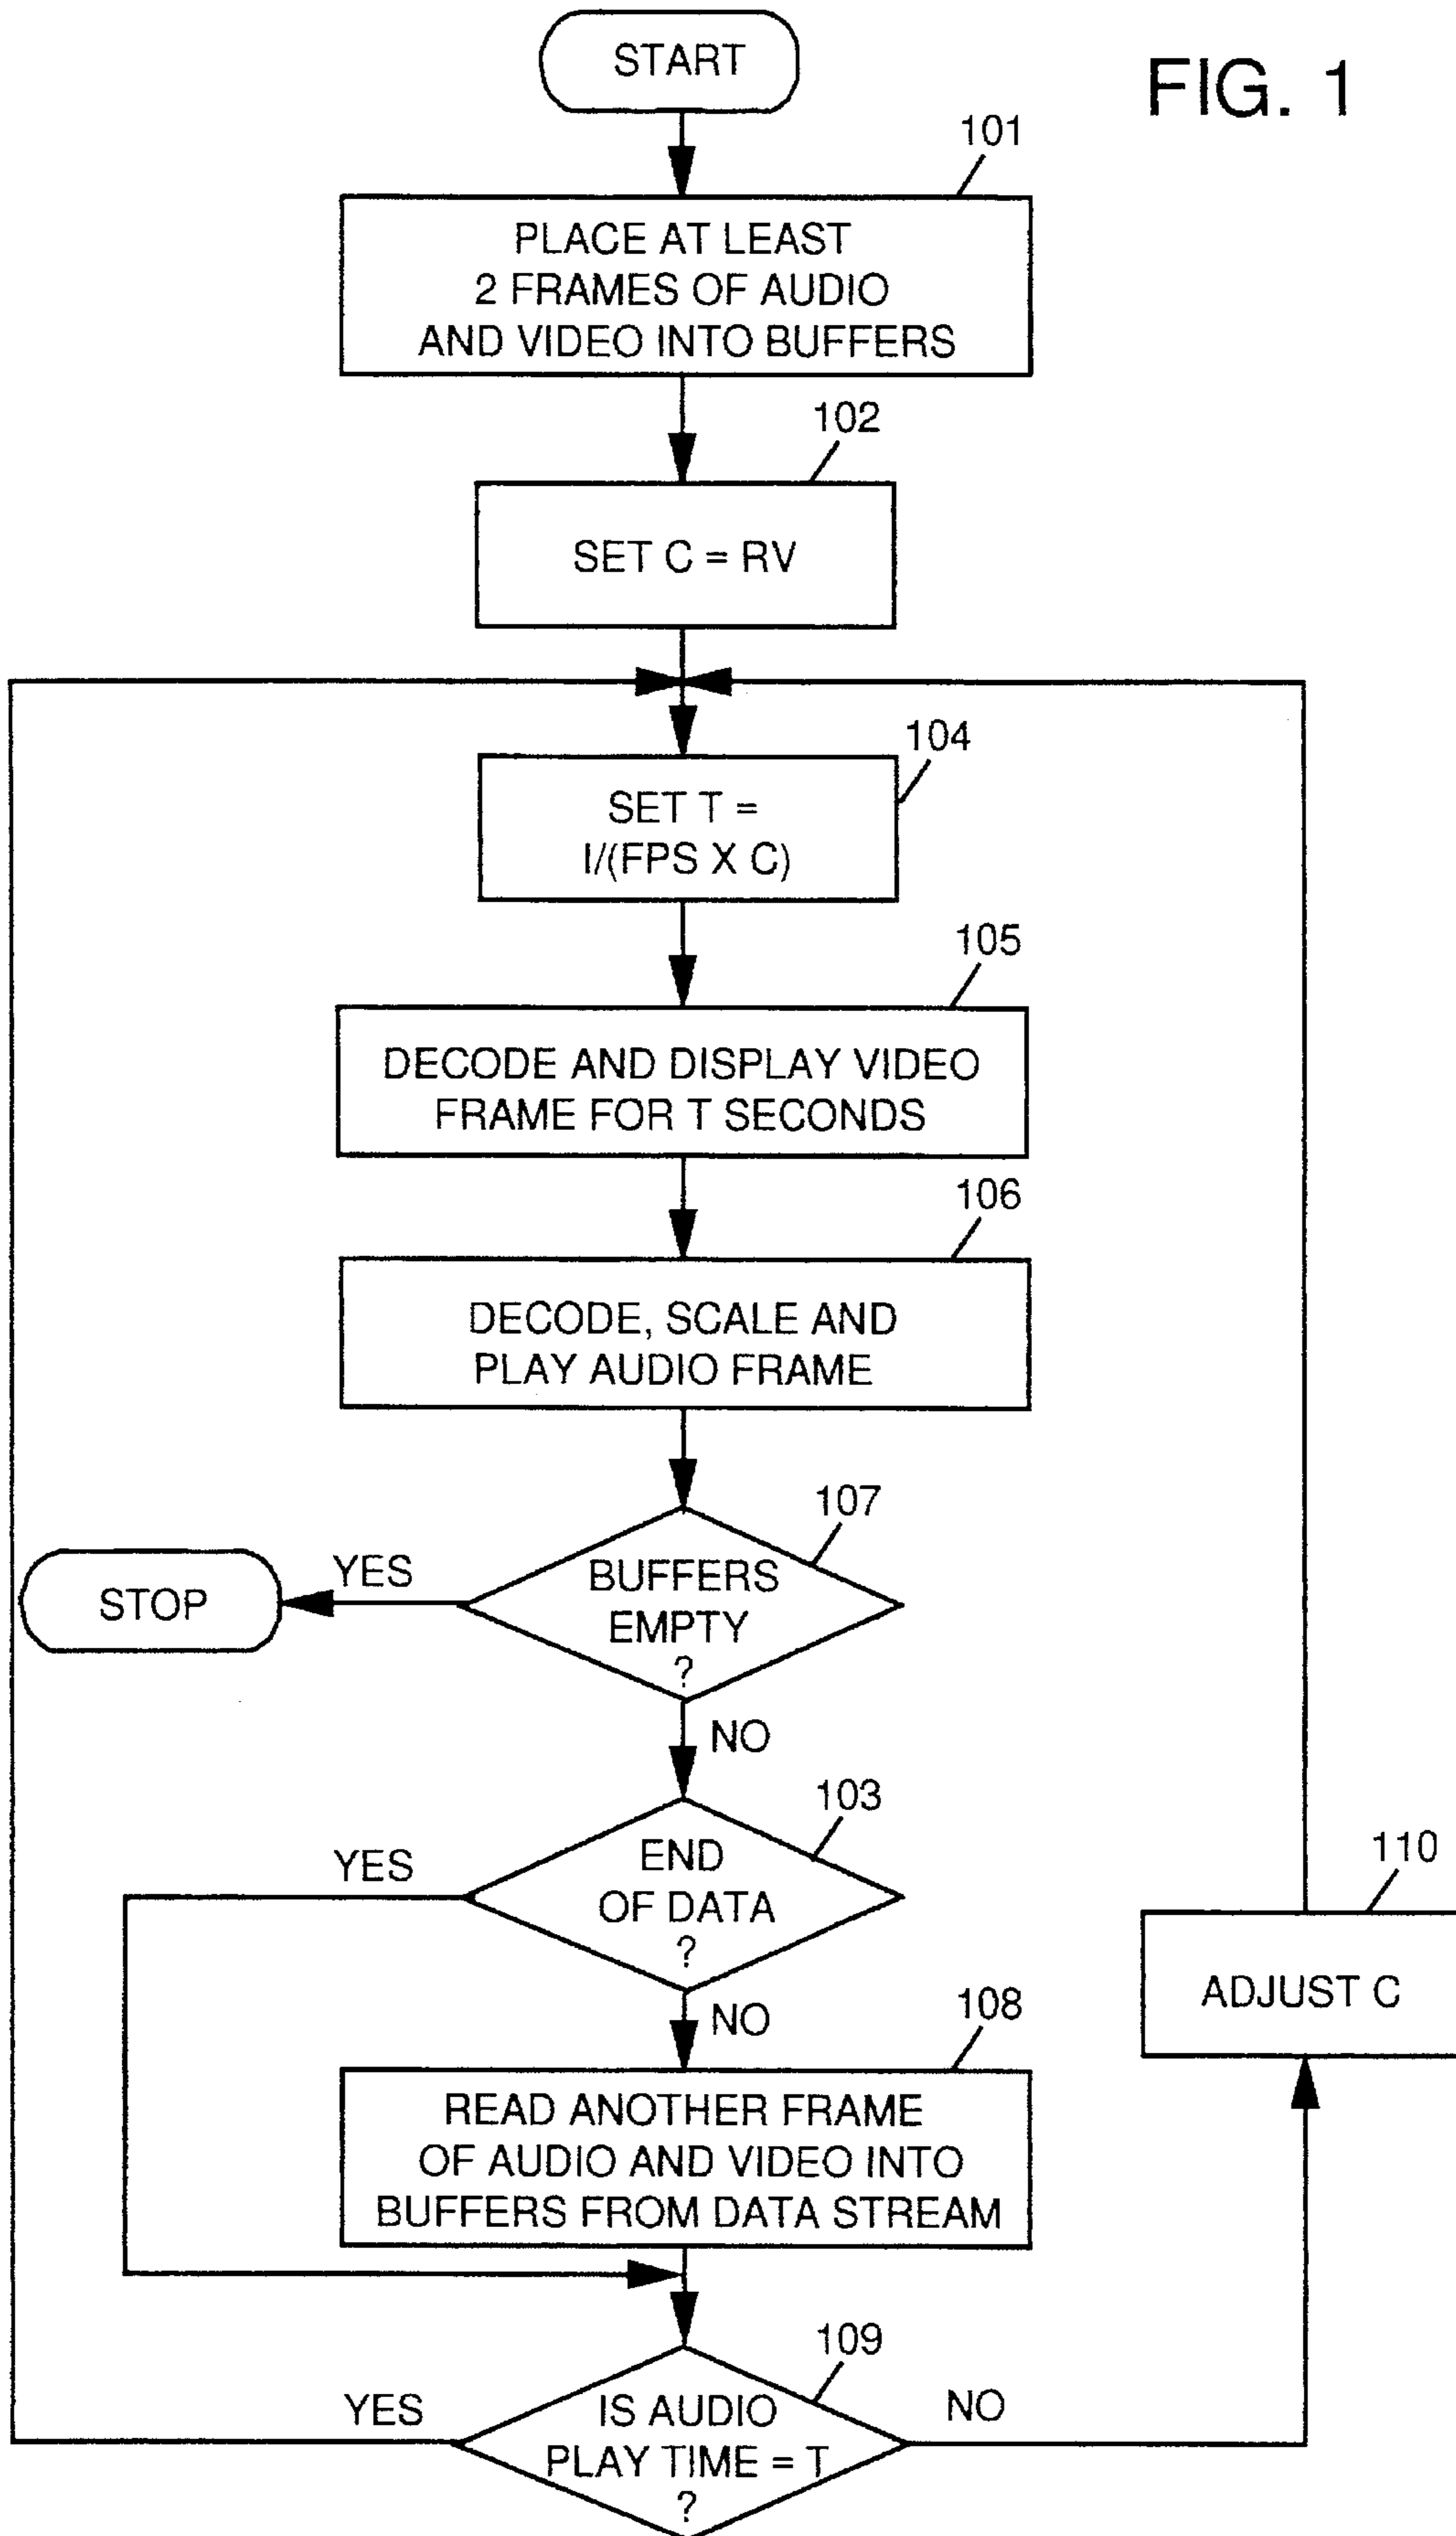 START
FIG. 1
101
PLACE AT LEAST
2 FRAMES OF AUDIO
AND VIDEO INTO BUFFERS
102
SET C = RV
104
SET T =
I/(FPS X C)
105
DECODE AND DISPLAY VIDEO
FRAME FOR T SECONDS
106
DECODE, SCALE AND
PLAY AUDIO FRAME
107
BUFFERS
EMPTY
?
YES
STOP
NO
103
END
OF DATA
?
YES
NO
110
ADJUST C
108
READ ANOTHER FRAME
OF AUDIO AND VIDEO INTO
BUFFERS FROM DATA STREAM
109
IS AUDIO
PLAY TIME = T
?
YES
NO